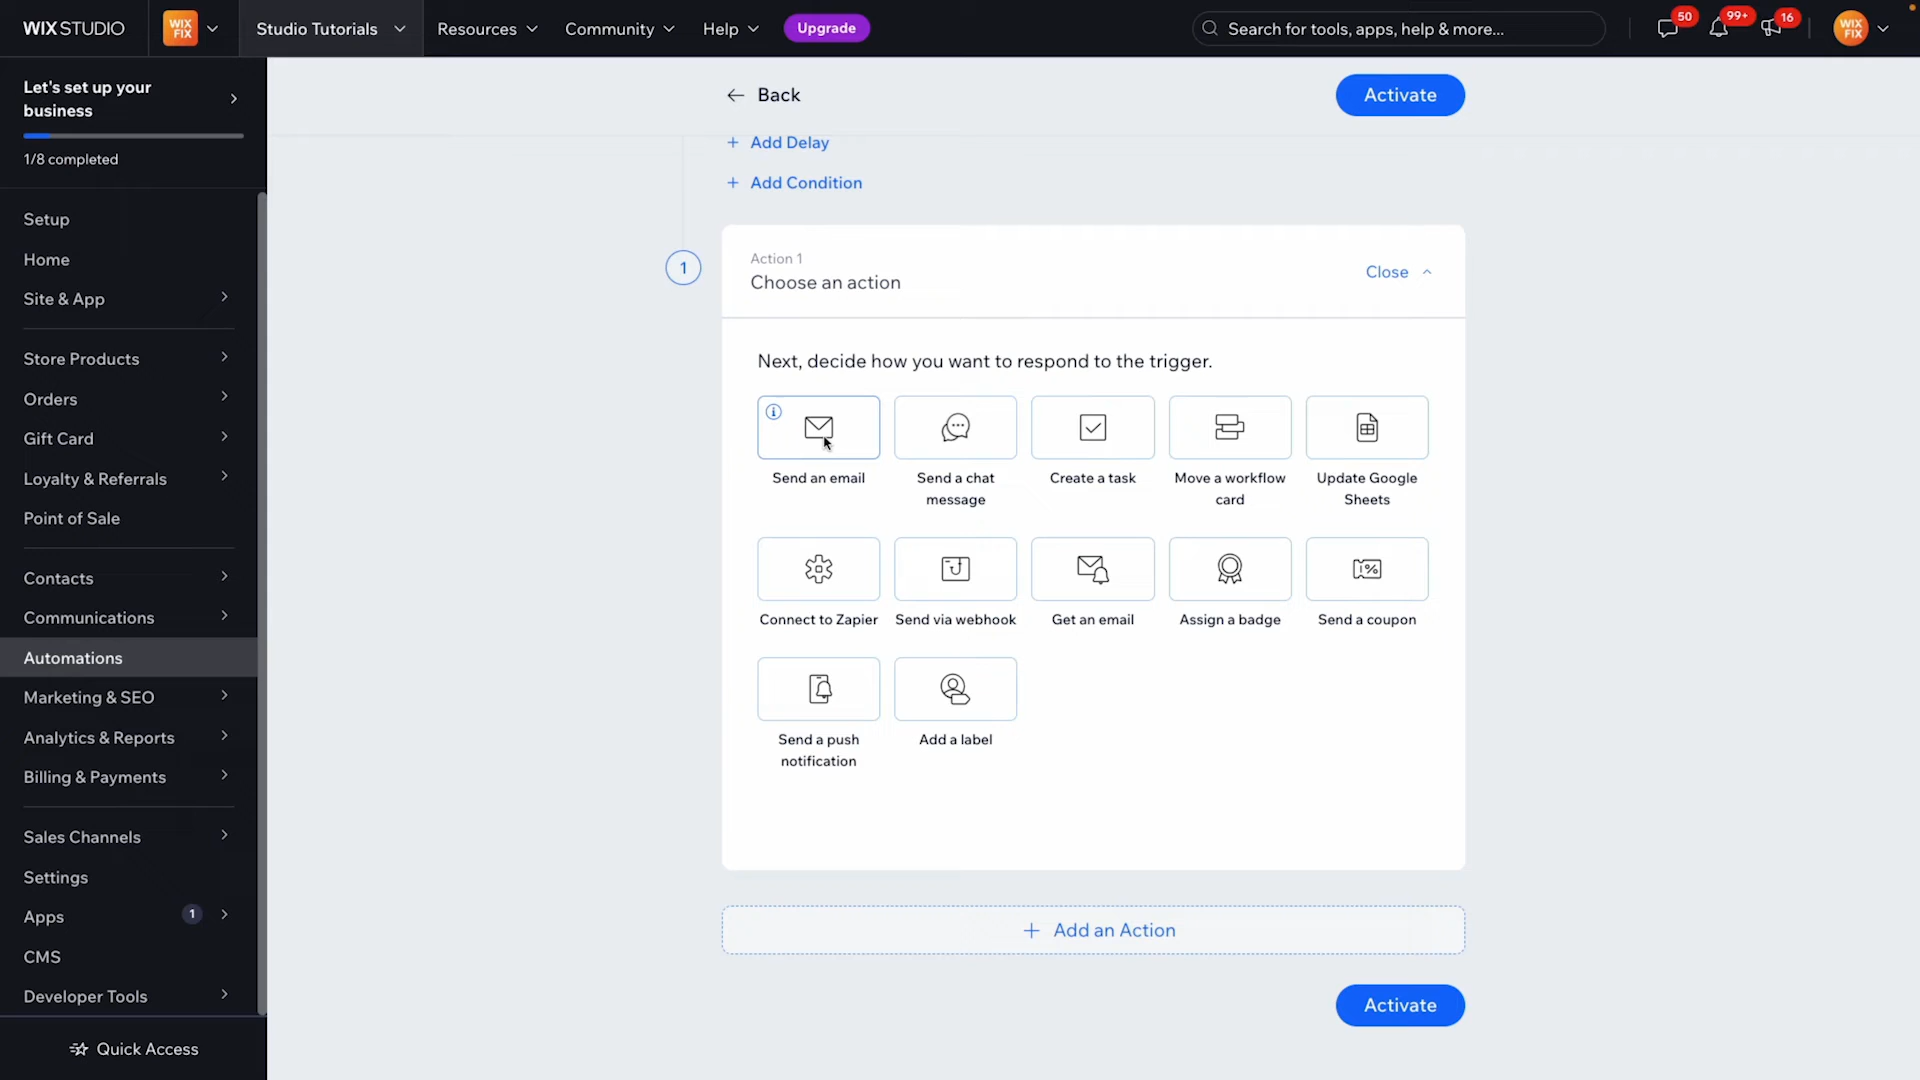 WIX STUDIO
WIX
FIX
Studio Tutorials
Resources
Community
Help
Upgrade
Search for tools, apps, help & more...
50
99+
16
WIX
FIX
Let's set up your
business
1/8 completed
Setup
Home
Site & App
Store Products
Orders
Gift Card
Loyalty & Referrals
Point of Sale
Contacts
Communications
Automations
Marketing & SEO
Analytics & Reports
Billing & Payments
Sales Channels
Settings
Apps
1
CMS
Developer Tools
Quick Access
Back
Activate
+ Add Delay
+ Add Condition
1
Action 1
Choose an action
Close
Next, decide how you want to respond to the trigger.
Send an email
Send a chat
message
Create a task
Move a workflow
card
Update Google
Sheets
Connect to Zapier
Send via webhook
Get an email
Assign a badge
Send a coupon
Send a push
notification
Add a label
+ Add an Action
Activate